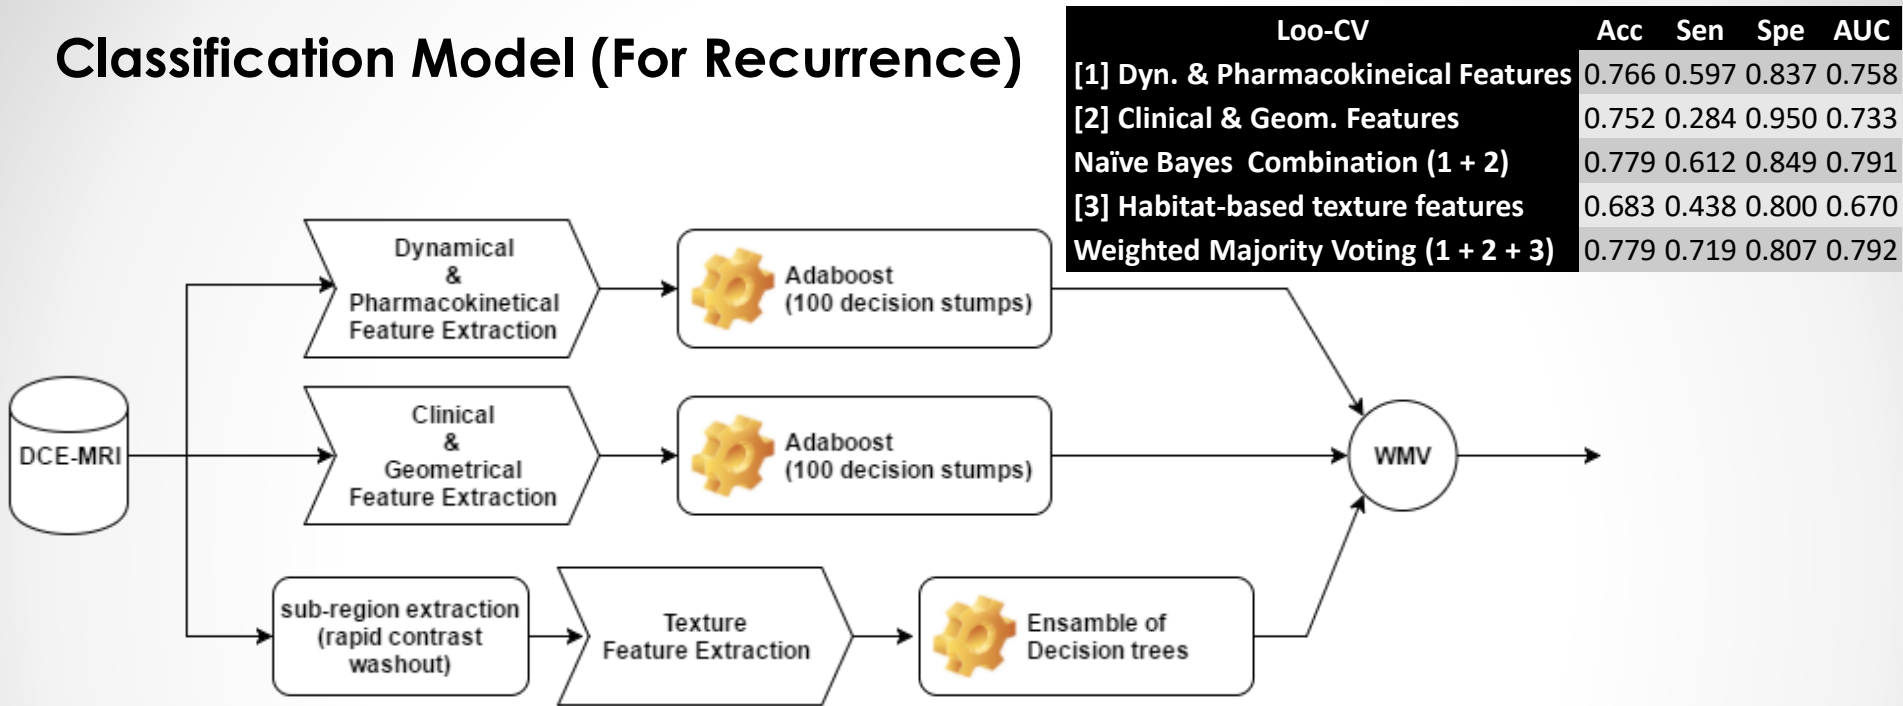 Classification Model (For Recurrence)
Loo-CV Acc Sen Spe AUC
[1] Dyn. & Pharmacokineical Features 0.766 0.597 0.837 0.758
[2] Clinical & Geom. Features 0.752 0.284 0.950 0.733
Naïve Bayes Combination (1 + 2) 0.779 0.612 0.849 0.791
[3] Habitat-based texture features 0.683 0.438 0.800 0.670
Weighted Majority Voting (1 + 2 + 3) 0.779 0.719 0.807 0.792
DCE-MRI
Dynamical
&
Pharmacokinetical
Feature Extraction
Adaboost
(100 decision stumps)
Clinical
&
Geometrical
Feature Extraction
Adaboost
(100 decision stumps)
sub-region extraction
(rapid contrast
washout)
Texture
Feature Extraction
Ensamble of
Decision trees
WMV